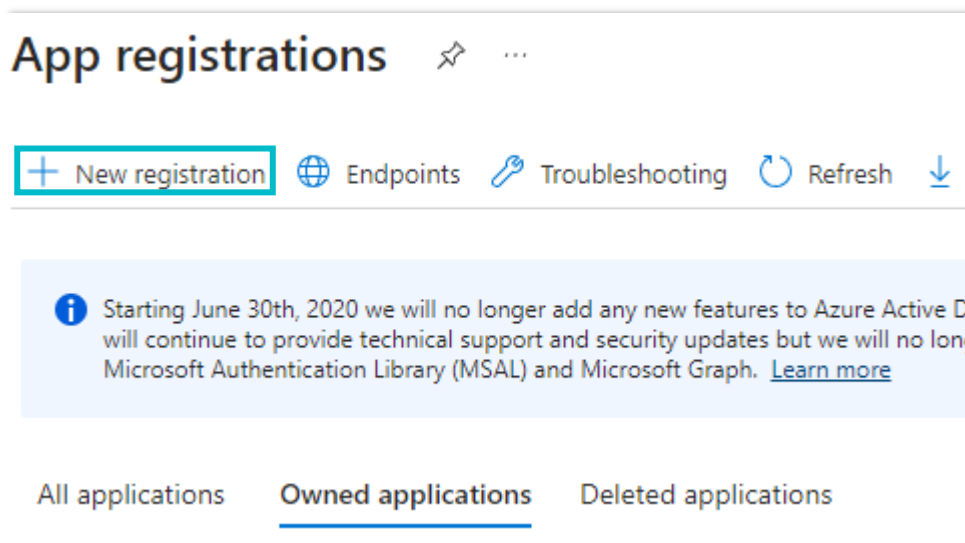 App registrations
New registration Endpoints Troubleshooting Refresh
Starting June 30th, 2020 we will no longer add any new features to Azure Active
will continue to provide technical support and security updates but we will no
Microsoft Authentication Library (MSAL) and Microsoft Graph. Learn more
All applications Owned applications Deleted applications